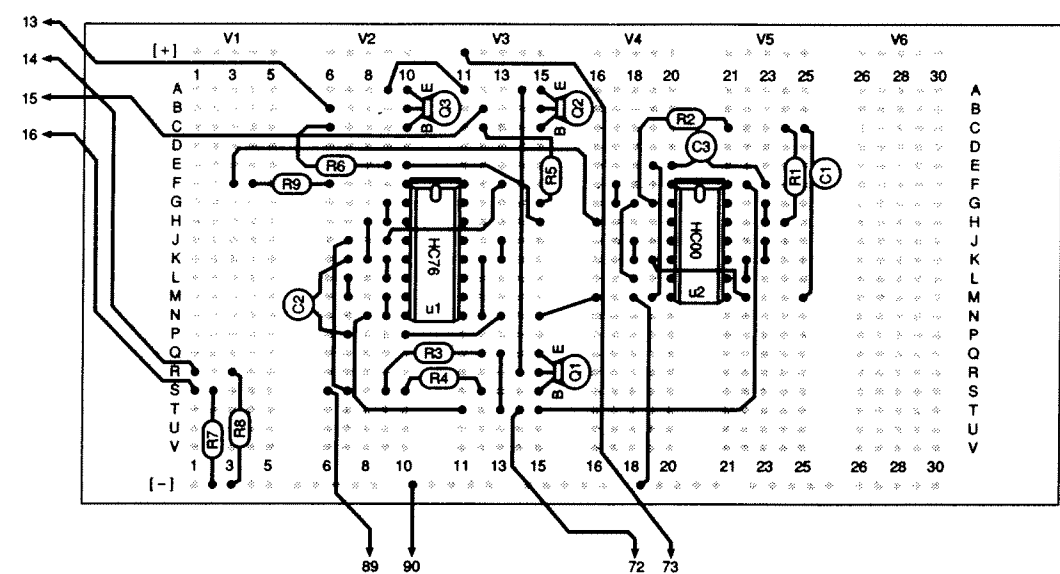 13
V1 V2 V3 V4 V5 V6
[+]
14
1 3 5 6 8 10 11 13 15 16 18 20 21 23 25 26 28 30
A A
15
B Q3 E B Q2 E B B
C R2 C
16
D C3 D
E R6 R5 R1 C1 E
F R9 F
G G
H H
J HC76 HC00 J
K K
L L
M C2 u1 u2 M
N N
P P
Q R3 E Q
R R4 Q1 R
S B S
T T
U R7 R8 U
V V
1 3 5 6 8 10 11 13 15 16 18 20 21 23 25 26 28 30
[-]
89 90 72 73